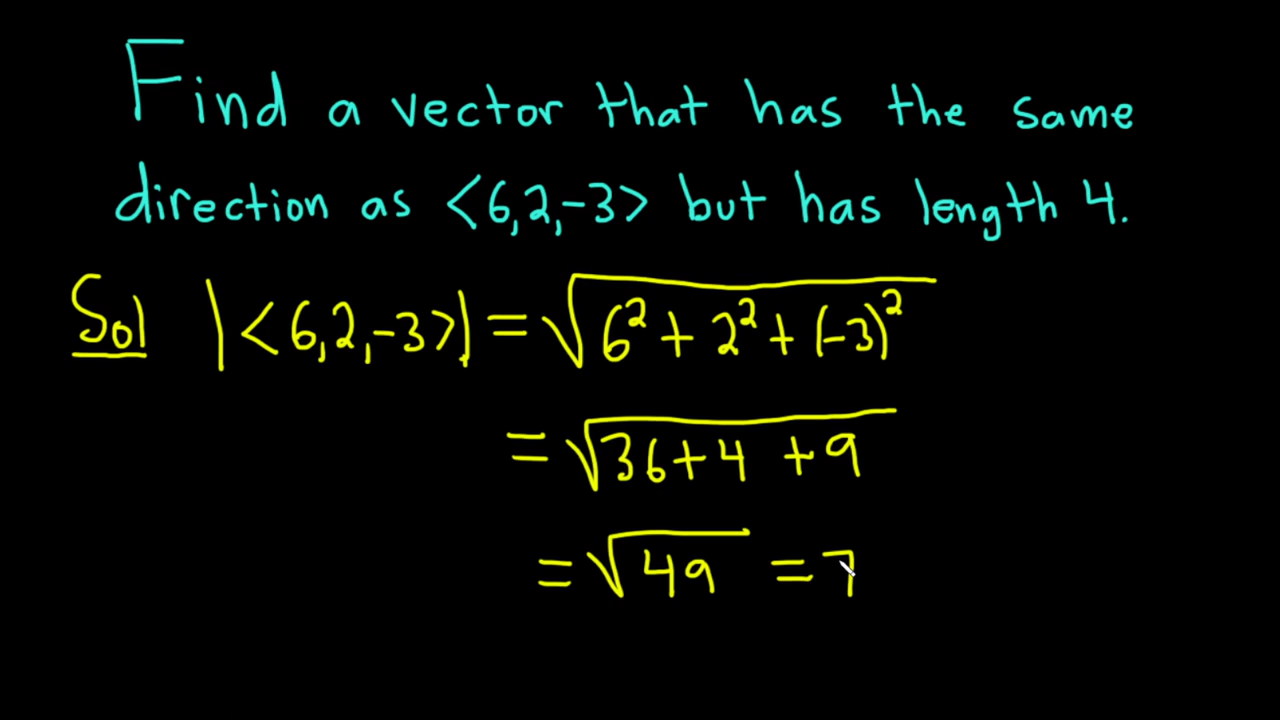 Find a vector that has the same
direction as <6,2,-3> but has length 4.
Sol |<6,2,-3>| = √6² + 2² + (-3)²
= √36 + 4 + 9
= √49 = 7